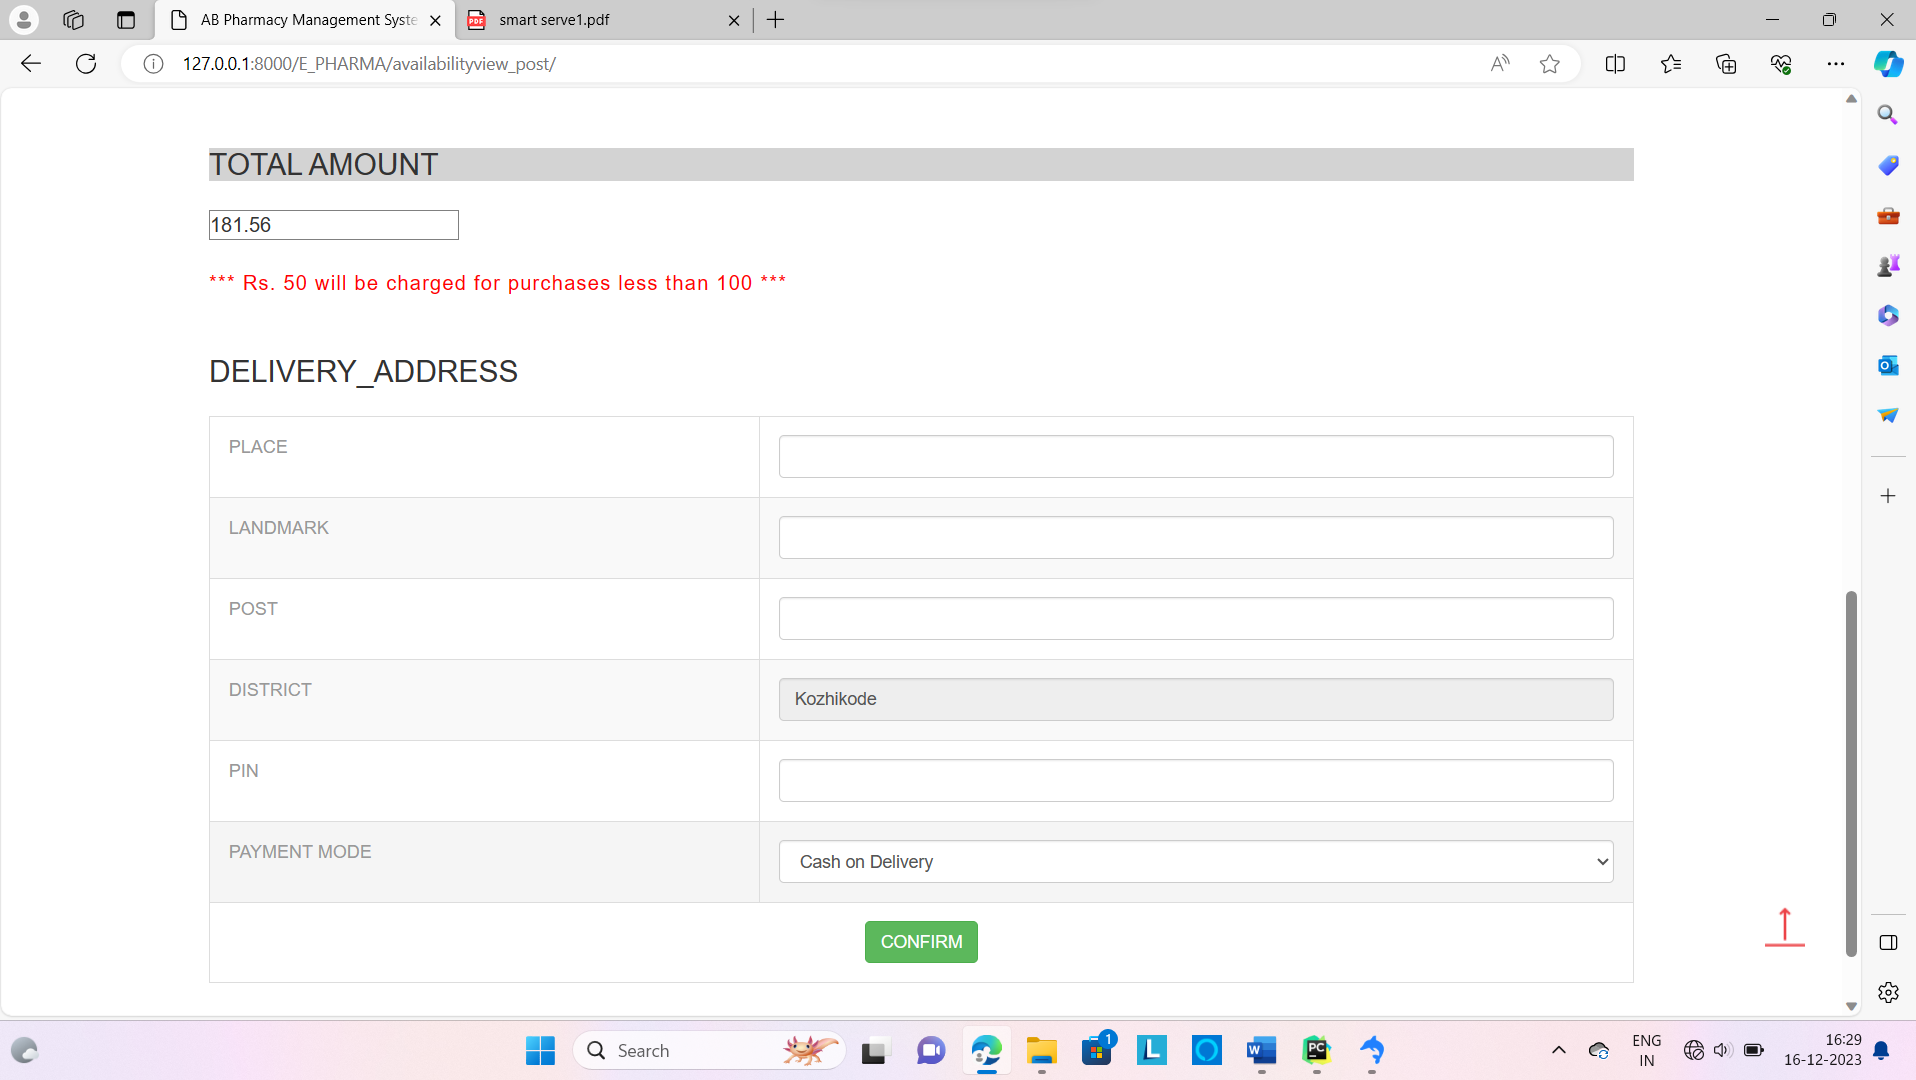 AB Pharmacy Management Syste
smart serve1.pdf
127.0.0.1:8000/E_PHARMA/availabilityview_post/
TOTAL AMOUNT
181.56
*** Rs. 50 will be charged for purchases less than 100 ***
DELIVERY_ADDRESS
PLACE
LANDMARK
POST
DISTRICT
Kozhikode
PIN
PAYMENT MODE
Cash on Delivery
CONFIRM
Search
1
ENG
IN
16:29
16-12-2023